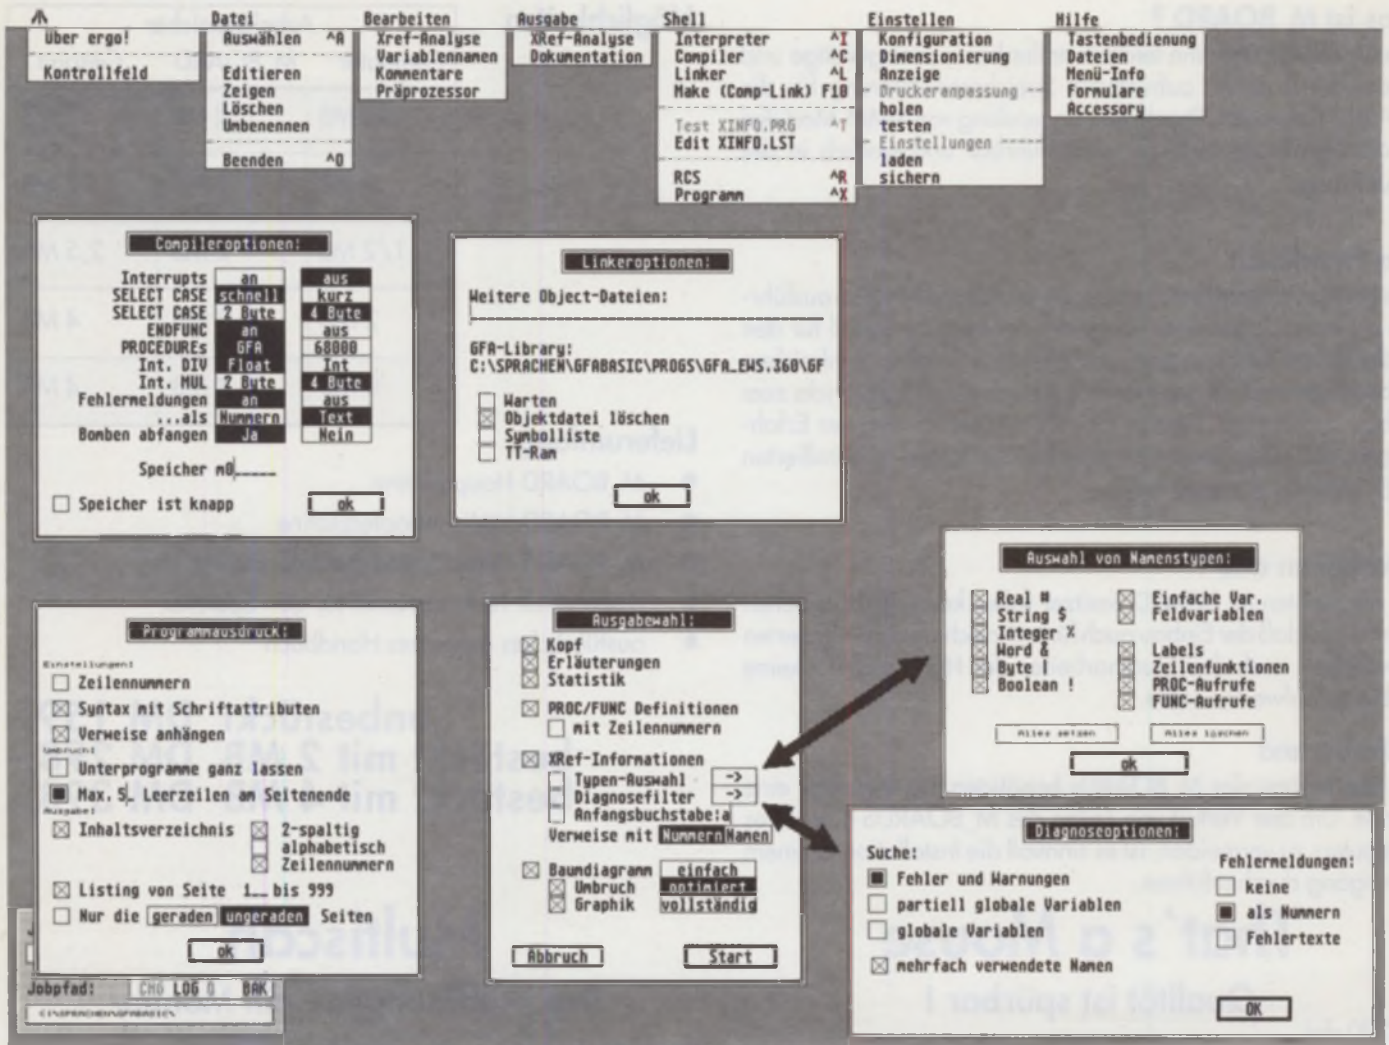 Datei Bearbeiten Ausgabe Shell Einstellen Hilfe
Über ergo!
Kontrollfeld
Auswählen ^A
Editieren
Zeigen
Löschen
Umbenennen
Beenden ^Q
Xref-Analyse
Variablennamen
Kommentare
Präprozessor
XRef-Analyse
Dokumentation
Interpreter ^I
Compiler ^C
Linker ^L
Make (Comp-Link) F10
Test XINFO.PRG ^T
Edit XINFO.LST
RCS ^R
Programm ^X
Konfiguration
Dimensionierung
Anzeige
Druckeranpassung
holen
testen
Einstellungen
laden
sichern
Tastenbedienung
Dateien
Menü-Info
Formulare
Accessory
Compileroptionen:
Interrupts an aus
SELECT CASE schnell kurz
SELECT CASE 2 Byte 4 Byte
ENDFUNC an aus
PROCEDUREs GFA 68000
Int. DIV Float Int
Int. MUL 2 Byte 4 Byte
Fehlermeldungen an aus
...als Nummern Text
Bomben abfangen Ja Nein
Speicher m0
Speicher ist knapp ok
Linkeroptionen:
Weitere Object-Dateien:
GFA-Library:
C:\SPRACHEN\GFABASIC\PROGS\GFA_EWS.360\GF
Warten
Objektdatei löschen
Symbolliste
TT-Ram
ok
Auswahl von Namenstypen:
Real #
String $
Integer %
Word &
Byte |
Boolean !
Einfache Var.
Feldvariablen
Labels
Zeilenfunktionen
PROC-Aufrufe
FUNC-Aufrufe
Alles setzen Alles löschen
ok
Programmausdruck:
Einstellungen:
Zeilennummern
Syntax mit Schriftattributen
Verweise anhängen
Umbruch:
Unterprogramme ganz lassen
Max. 5_ Leerzeilen am Seitenende
Ausgabe:
Inhaltsverzeichnis 2-spaltig
alphabetisch
Zeilennummern
Listing von Seite 1__ bis 999
Nur die geraden ungeraden Seiten
ok
Jobpfad: CHG LOG BAK
C:\SPRACHEN\GFABASIC\
Ausgabewahl:
Kopf
Erläuterungen
Statistik
PROC/FUNC Definitionen
mit Zeilennummern
XRef-Informationen
Typen-Auswahl ->
Diagnosefilter ->
Anfangsbuchstabe:a
Verweise mit Nummern Namen
Baumdiagramm einfach
Umbruch optimiert
Graphik vollständig
Abbruch Start
Diagnoseoptionen:
Suche:
Fehler und Warnungen
partiell globale Variablen
globale Variablen
mehrfach verwendete Namen
Fehlermeldungen:
keine
als Nummern
Fehlertexte
OK